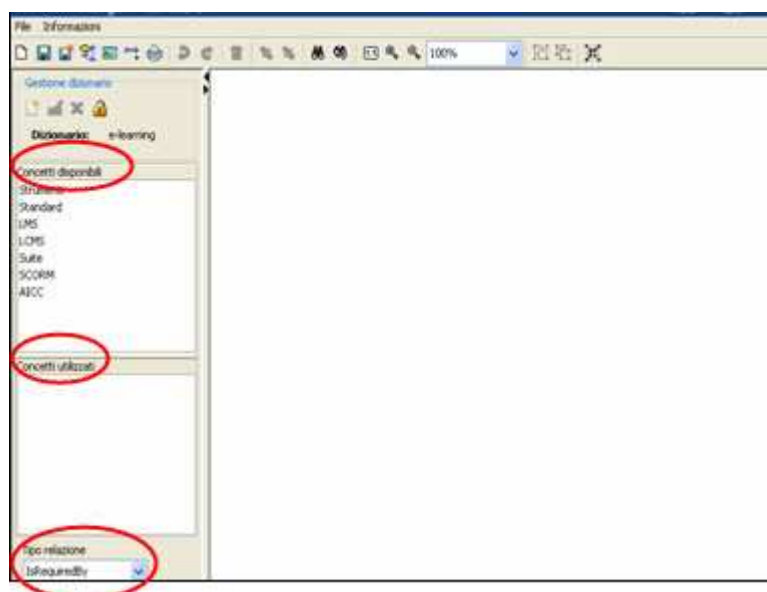 File Informazioni
100%
Gestione dizionario
Dizionario: e-learning
Concetti disponibili
Strumenti
Standard
LMS
LCMS
Suite
SCORM
AICC
Concetti utilizzati
Tipo relazione
IsRequiredBy